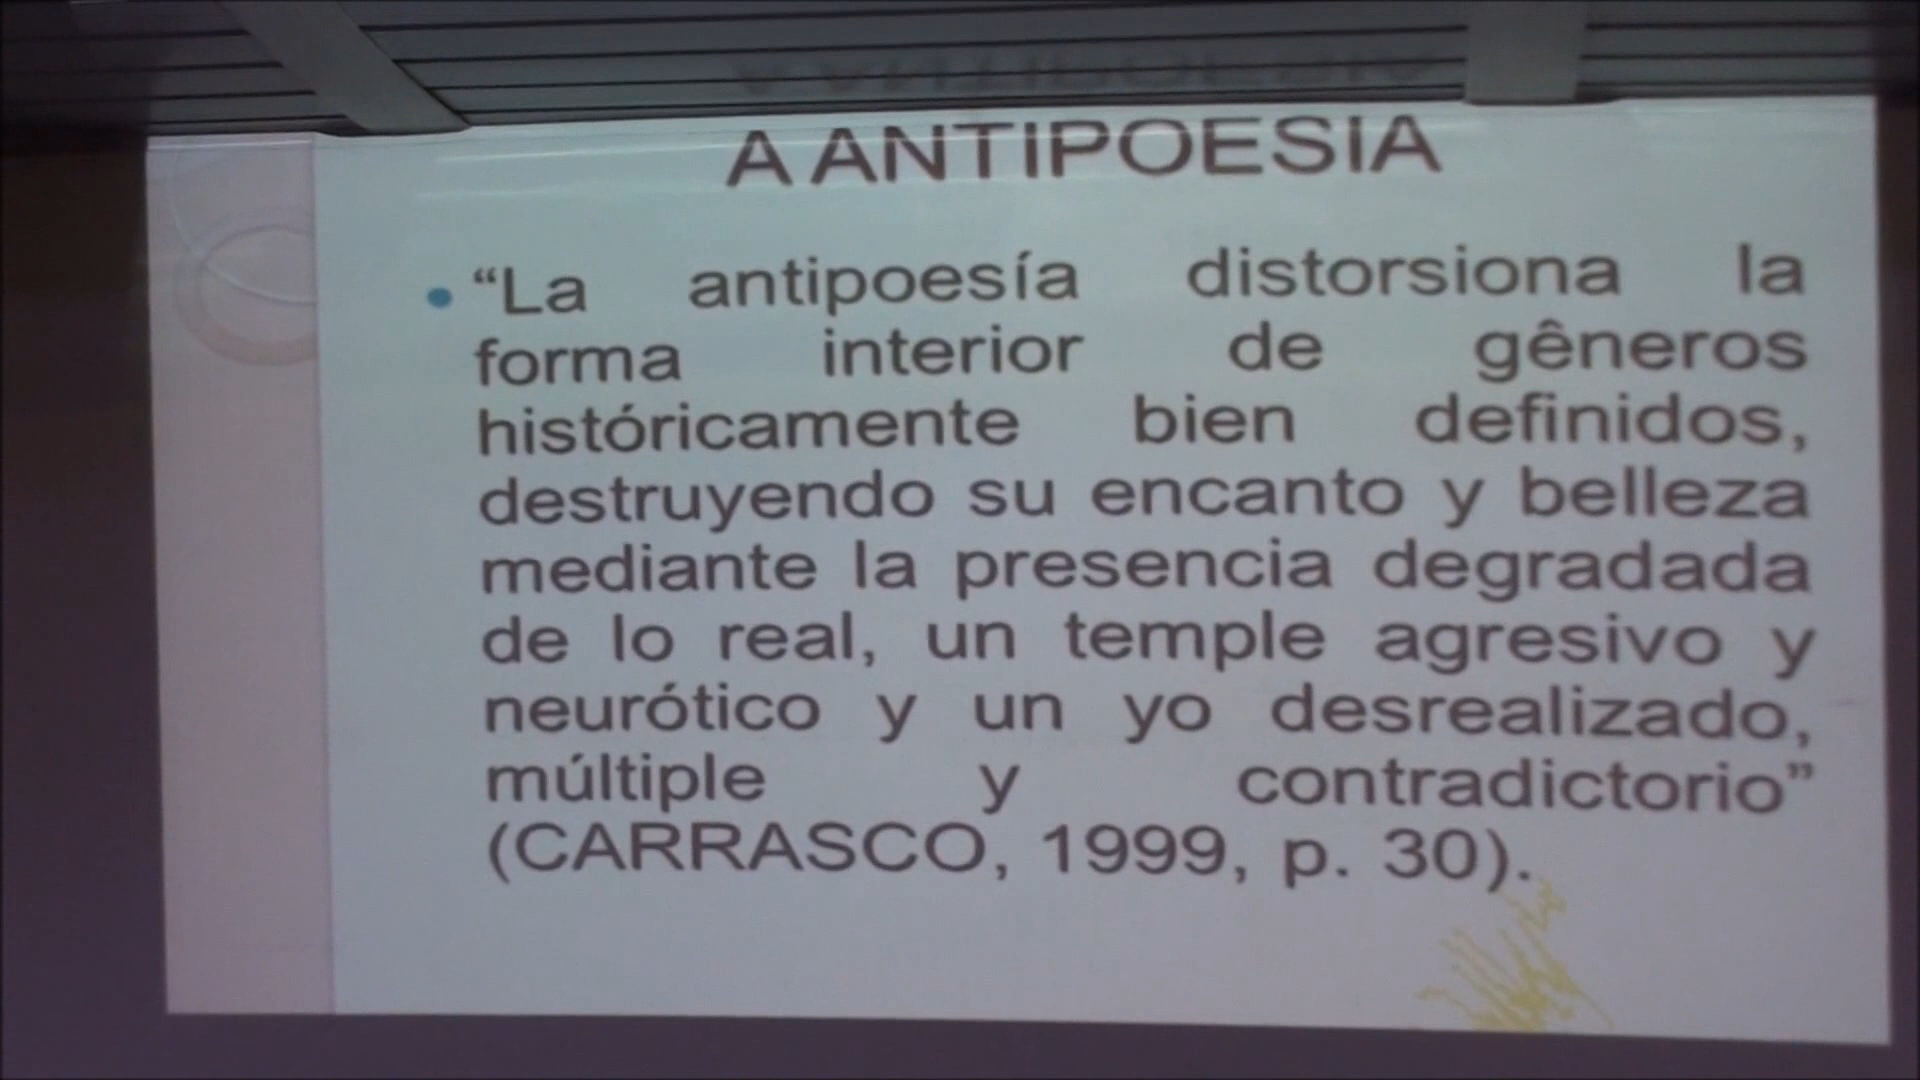 A ANTIPOESIA
• “La antipoesía distorsiona la
forma interior de gêneros
históricamente bien definidos,
destruyendo su encanto y belleza
mediante la presencia degradada
de lo real, un temple agresivo y
neurótico y un yo desrealizado,
múltiple y contradictorio”
(CARRASCO, 1999, p. 30).